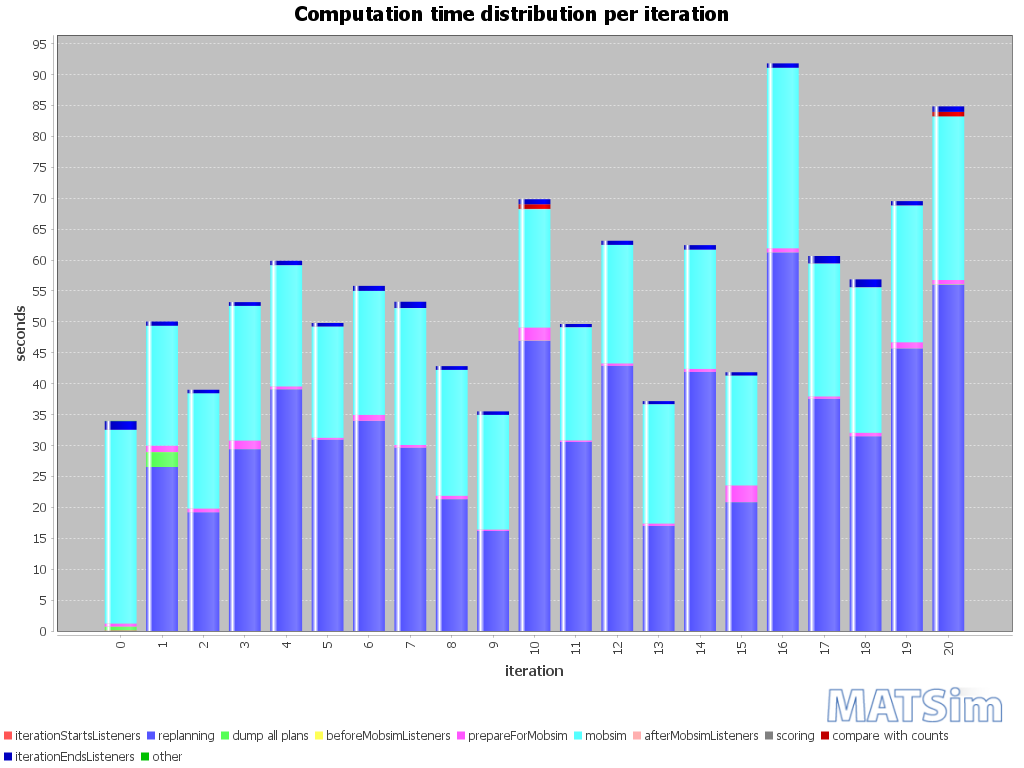 Computation time distribution per iteration
95
90
85
80
75
70
65
60
55
50
45
40
35
30
25
20
15
10
5
0
seconds
0 1 2 3 4 5 6 7 8 9 10 11 12 13 14 15 16 17 18 19 20
iteration
MATSim
iterationStartsListeners replanning dump all plans beforeMobsimListeners prepareForMobsim mobsim afterMobsimListeners scoring compare with counts
iterationEndsListeners other